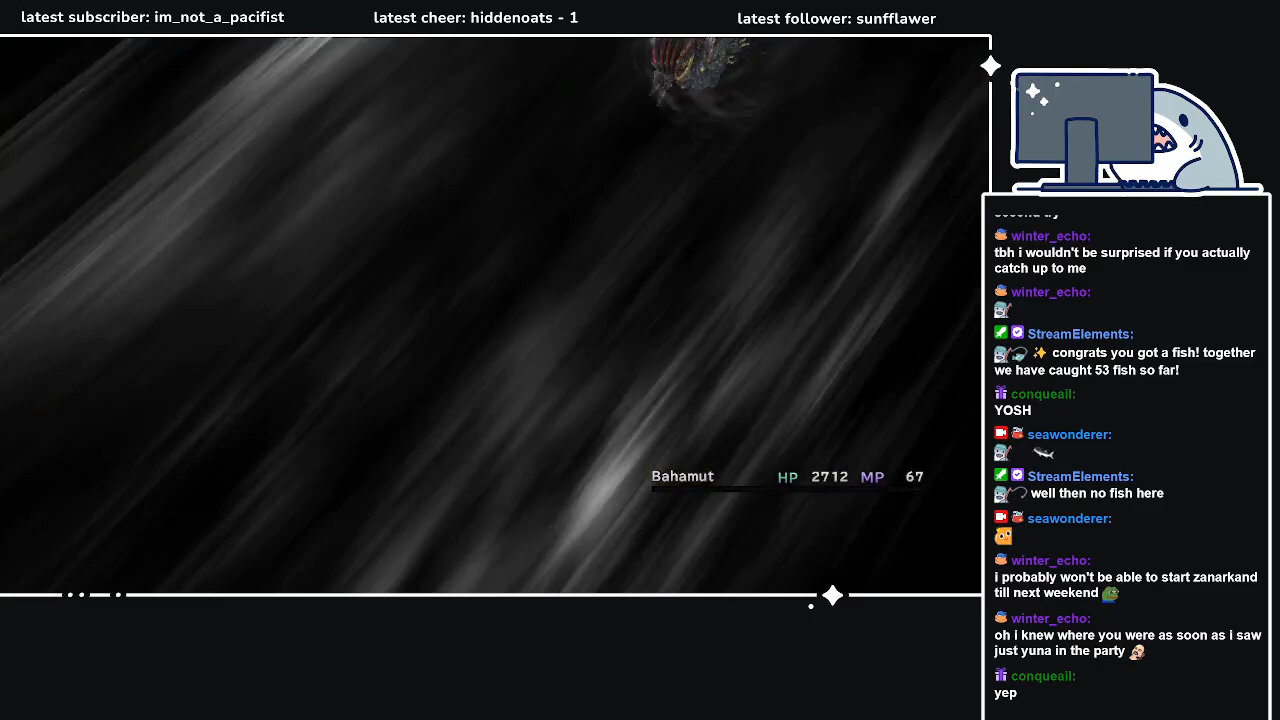 latest subscriber: im_not_a_pacifist
latest cheer: hiddenoats - 1
latest follower: sunfflawer
Bahamut HP 2712 MP 67
second try
winter_echo:
tbh i wouldn't be surprised if you actually
catch up to me
winter_echo:
StreamElements:
congrats you got a fish! together
we have caught 53 fish so far!
conqueail:
YOSH
seawonderer:
StreamElements:
well then no fish here
seawonderer:
winter_echo:
i probably won't be able to start zanarkand
till next weekend
winter_echo:
oh i knew where you were as soon as i saw
just yuna in the party
conqueail:
yep